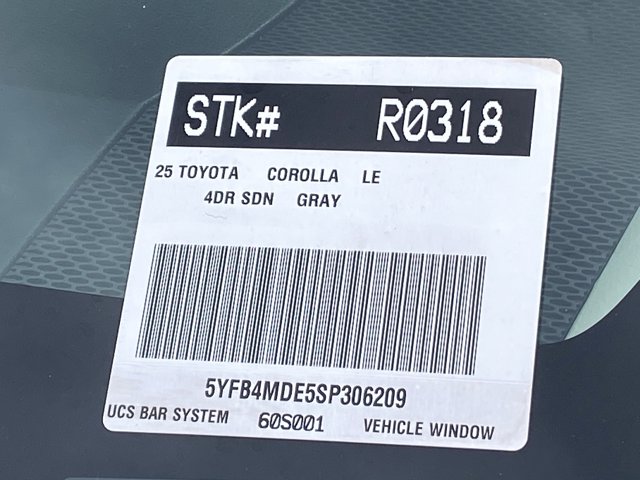 STK# R0318
25 TOYOTA COROLLA LE
4DR SDN GRAY
5YFB4MDE5SP306209
UCS BAR SYSTEM 60S001 VEHICLE WINDOW